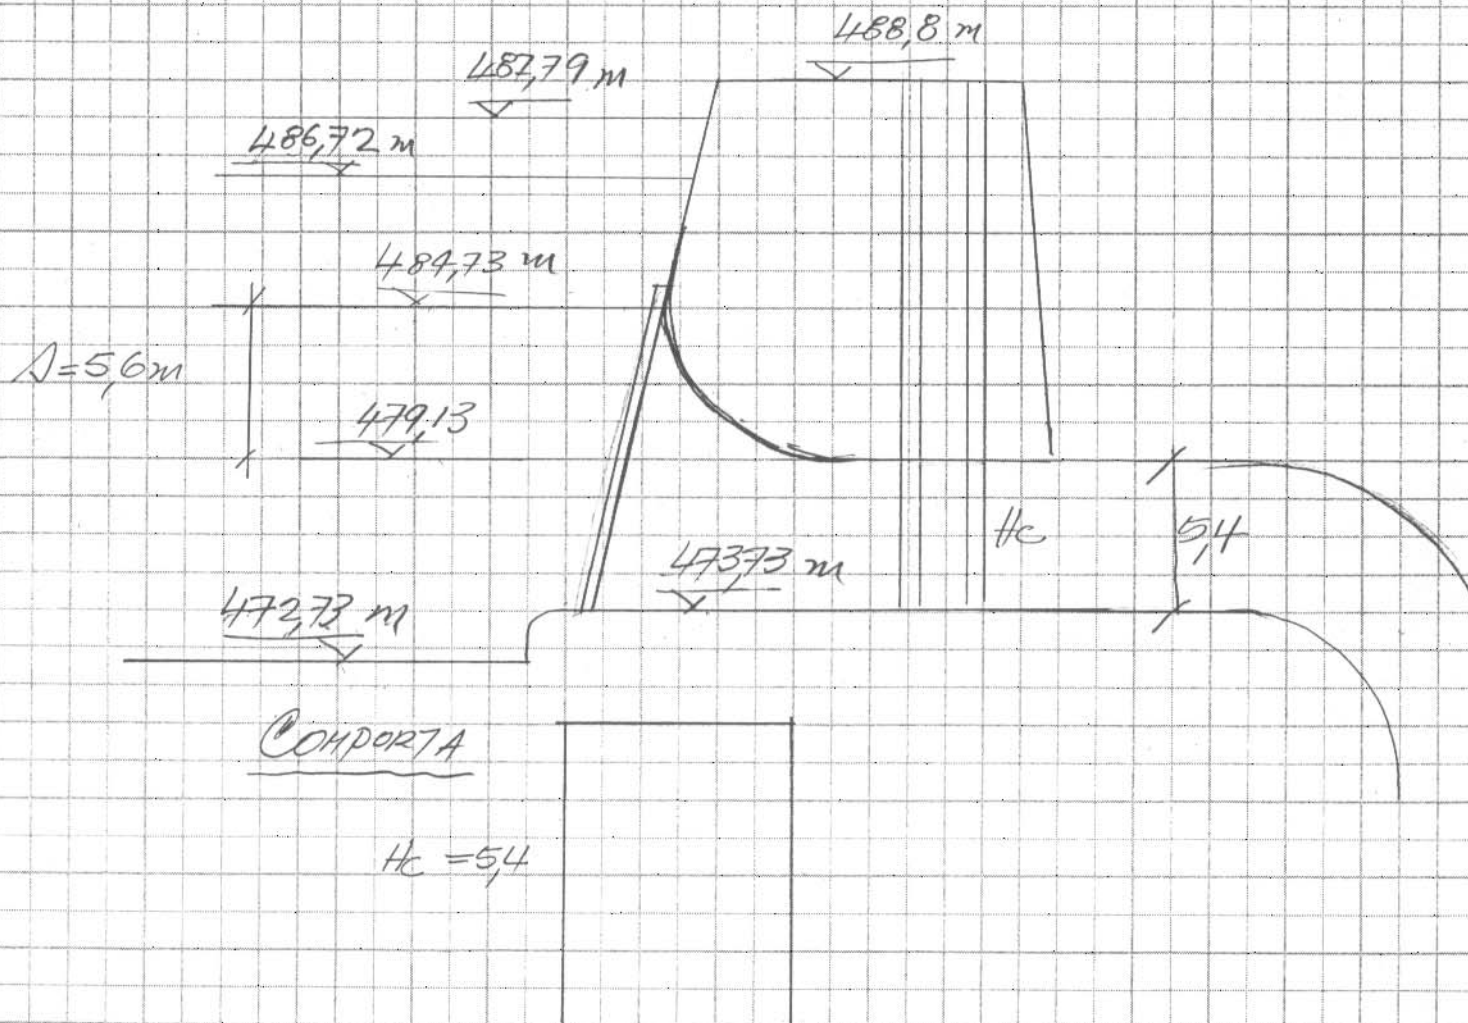 488,8 m
487,79 m
486,72 m
484,73 m
S=5,6m
479,13
Hc
5,4
473,73 m
472,73 m
COMPORTA
Hc = 5,4